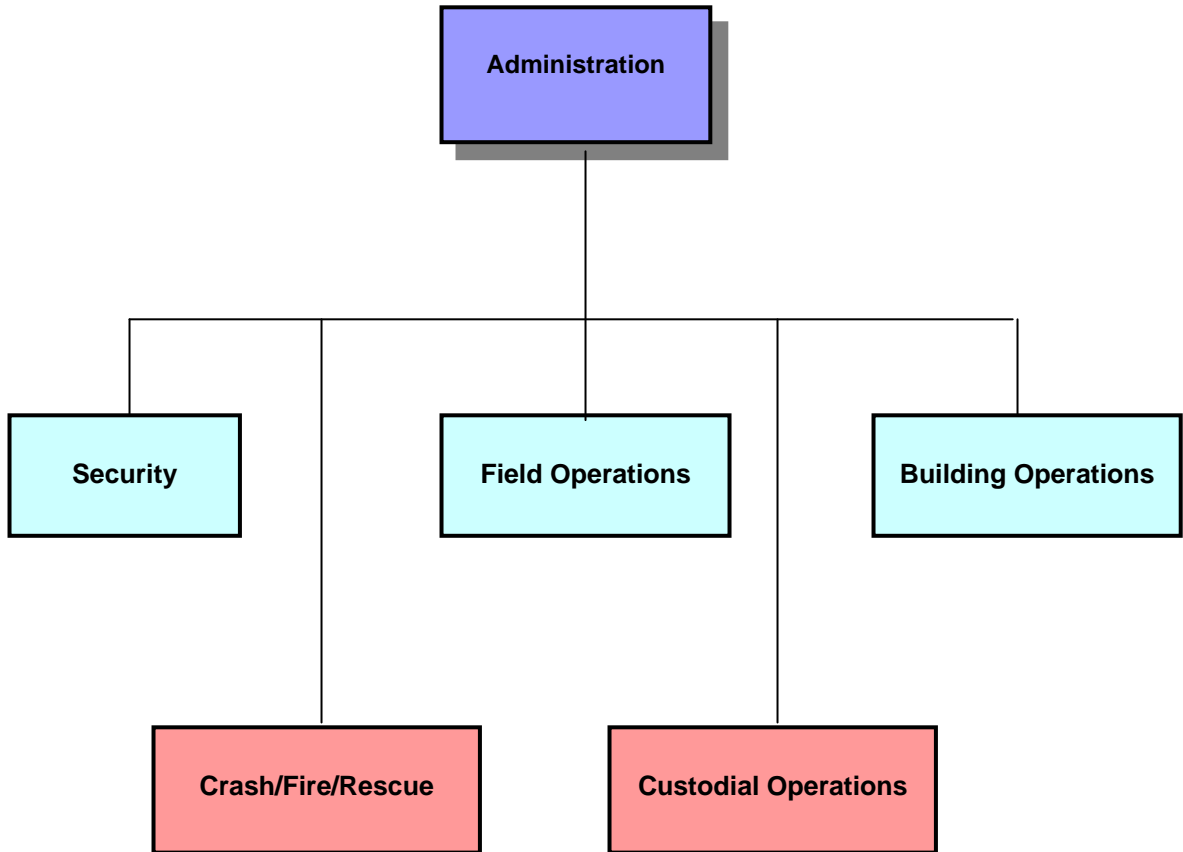 Administration
Security
Field Operations
Building Operations
Crash/Fire/Rescue
Custodial Operations